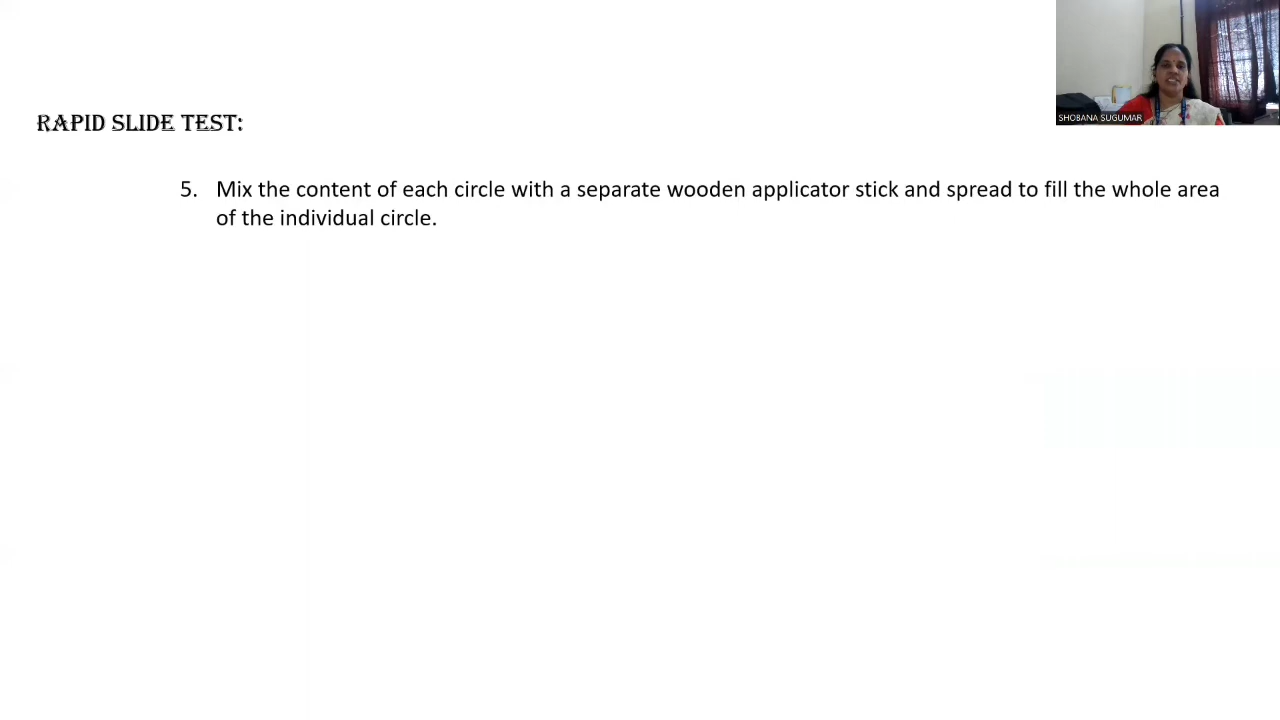 SHOBANA SUGUMAR
RAPID SLIDE TEST:
5. Mix the content of each circle with a separate wooden applicator stick and spread to fill the whole area
of the individual circle.